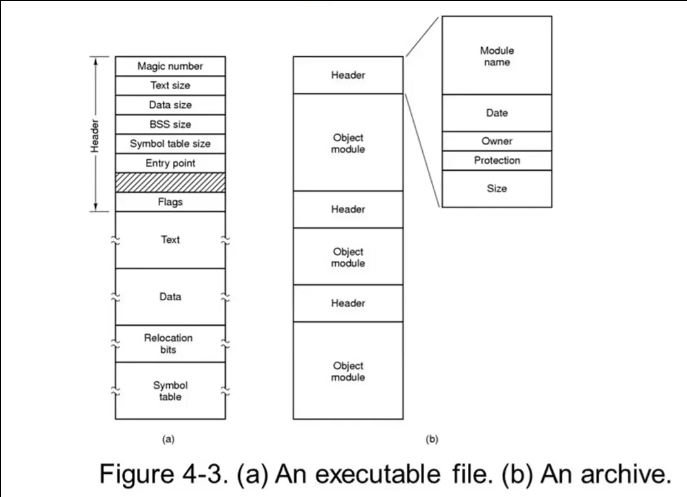 Header
Magic number
Text size
Data size
BSS size
Symbol table size
Entry point
Flags
Text
Data
Relocation
bits
Symbol
table
(a)
Header
Object
module
Header
Object
module
Header
Object
module
(b)
Module
name
Date
Owner
Protection
Size
Figure 4-3. (a) An executable file. (b) An archive.